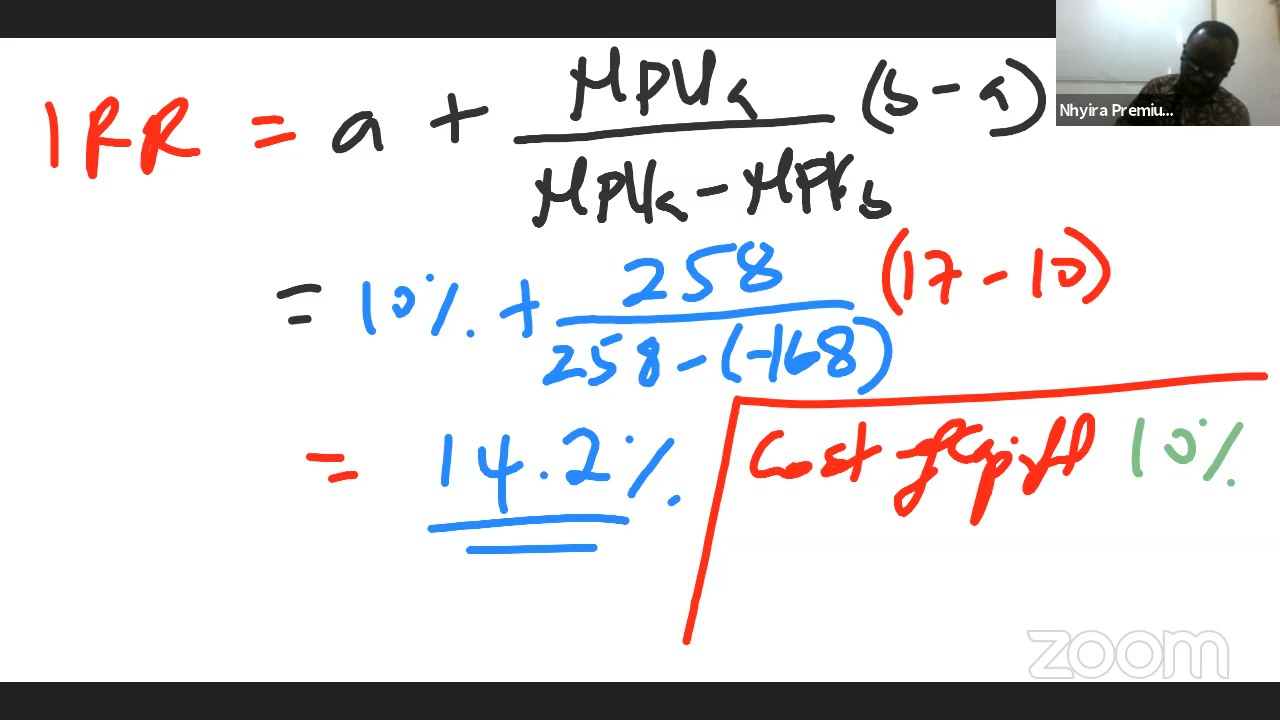 IRR = a + NPVa / NPVa - NPVb (b - a)
Nhyira Premiu...
= 10% + 258 / 258 - (-168) (17 - 10)
= 14.2%
Cost of Capital 10%
zoom